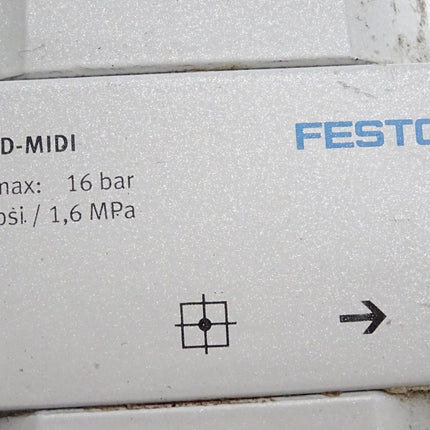 D-MIDI
FESTO
max: 16 bar
psi / 1,6 MPa